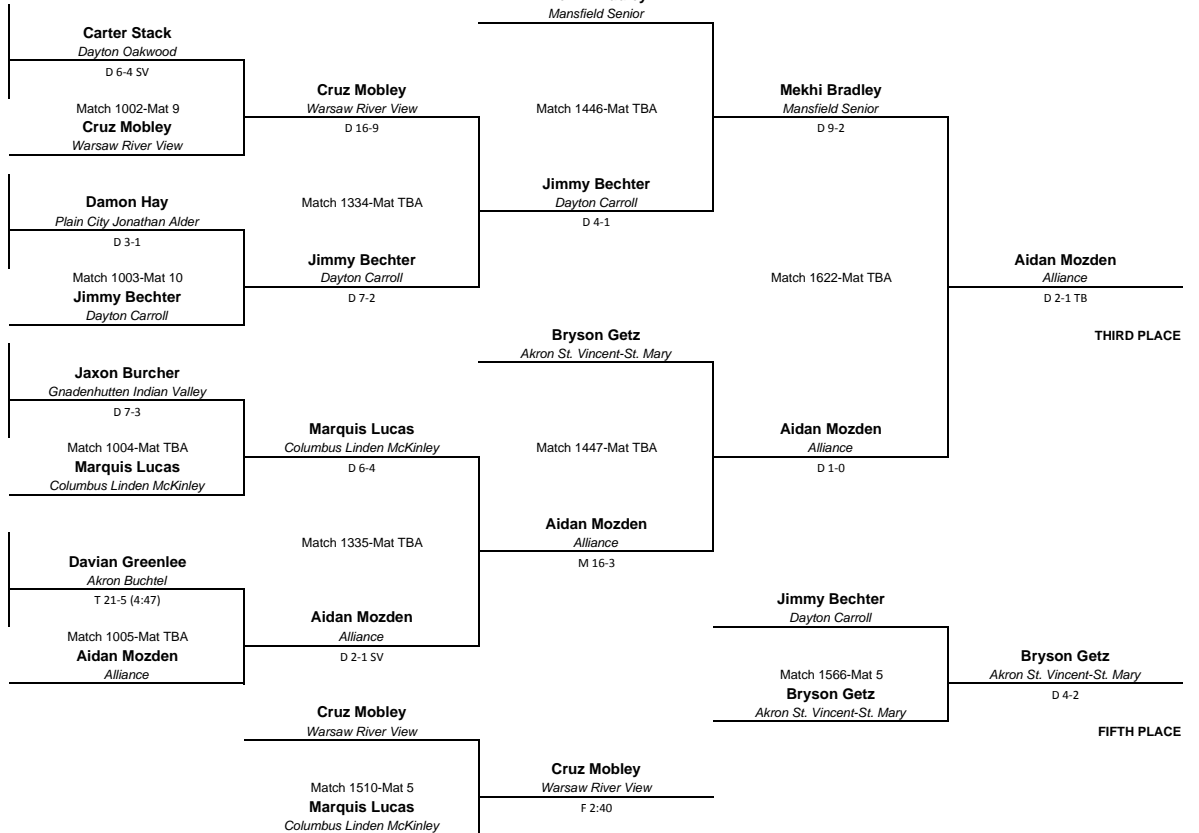 Mansfield Senior
Carter Stack
Dayton Oakwood
D 6-4 SV
Match 1002-Mat 9
Cruz Mobley
Warsaw River View
Cruz Mobley
Warsaw River View
D 16-9
Match 1446-Mat TBA
Mekhi Bradley
Mansfield Senior
D 9-2
Damon Hay
Plain City Jonathan Alder
D 3-1
Match 1003-Mat 10
Jimmy Bechter
Dayton Carroll
Match 1334-Mat TBA
Jimmy Bechter
Dayton Carroll
D 7-2
Jimmy Bechter
Dayton Carroll
D 4-1
Match 1622-Mat TBA
Aidan Mozden
Alliance
D 2-1 TB
THIRD PLACE
Bryson Getz
Akron St. Vincent-St. Mary
Jaxon Burcher
Gnadenhutten Indian Valley
D 7-3
Match 1004-Mat TBA
Marquis Lucas
Columbus Linden McKinley
Marquis Lucas
Columbus Linden McKinley
D 6-4
Match 1447-Mat TBA
Aidan Mozden
Alliance
D 1-0
Match 1335-Mat TBA
Aidan Mozden
Alliance
M 16-3
Davian Greenlee
Akron Buchtel
T 21-5 (4:47)
Match 1005-Mat TBA
Aidan Mozden
Alliance
Aidan Mozden
Alliance
D 2-1 SV
Jimmy Bechter
Dayton Carroll
Match 1566-Mat 5
Bryson Getz
Akron St. Vincent-St. Mary
Bryson Getz
Akron St. Vincent-St. Mary
D 4-2
FIFTH PLACE
Cruz Mobley
Warsaw River View
Match 1510-Mat 5
Marquis Lucas
Columbus Linden McKinley
Cruz Mobley
Warsaw River View
F 2:40